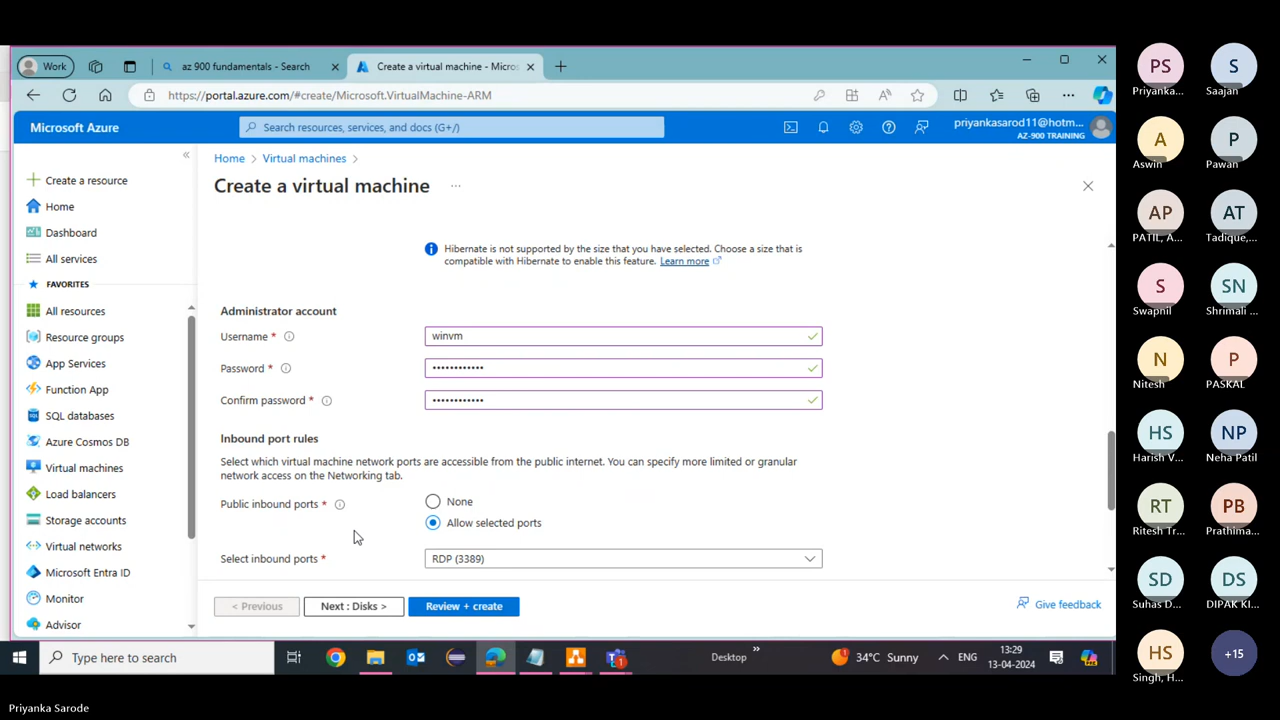 Work
az 900 fundamentals - Search
Create a virtual machine - Micros
https://portal.azure.com/#create/Microsoft.VirtualMachine-ARM
Microsoft Azure
Search resources, services, and docs (G+/)
priyankasarod11@hotm...
AZ-900 TRAINING
Home > Virtual machines >
Create a virtual machine ...
Create a resource
Home
Dashboard
All services
FAVORITES
All resources
Resource groups
App Services
Function App
SQL databases
Azure Cosmos DB
Virtual machines
Load balancers
Storage accounts
Virtual networks
Microsoft Entra ID
Monitor
Advisor
Hibernate is not supported by the size that you have selected. Choose a size that is
compatible with Hibernate to enable this feature. Learn more
Administrator account
Username *
winvm
Password *
••••••••••••
Confirm password *
••••••••••••
Inbound port rules
Select which virtual machine network ports are accessible from the public internet. You can specify more limited or granular
network access on the Networking tab.
Public inbound ports *
None
Allow selected ports
Select inbound ports *
RDP (3389)
< Previous
Next : Disks >
Review + create
Give feedback
Type here to search
1
Desktop
»
34°C Sunny
ENG
13:29
13-04-2024
PS
Priyanka...
S
Saajan
A
Aswin
P
Pawan
AP
PATIL, A...
AT
Tadique,...
S
Swapnil
SN
Shrimali ...
N
Nitesh
P
PASKAL
HS
Harish V...
NP
Neha Patil
RT
Ritesh Tr...
PB
Prathima...
SD
Suhas D...
DS
DIPAK KI...
HS
Singh, H...
+15
Priyanka Sarode